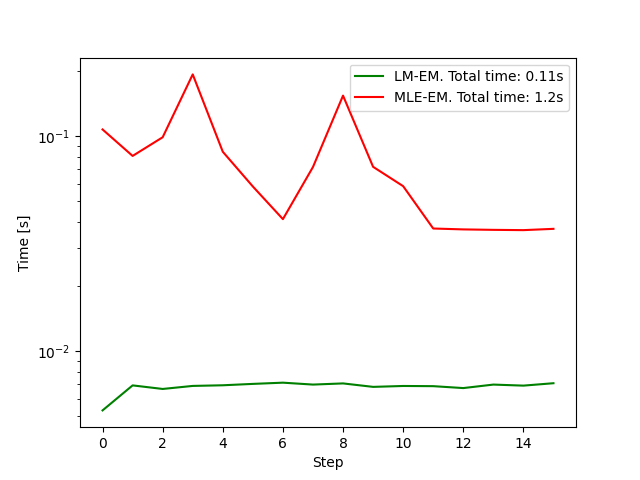 LM-EM. Total time: 0.11s
MLE-EM. Total time: 1.2s
10⁻¹
10⁻²
Time [s]
0 2 4 6 8 10 12 14
Step